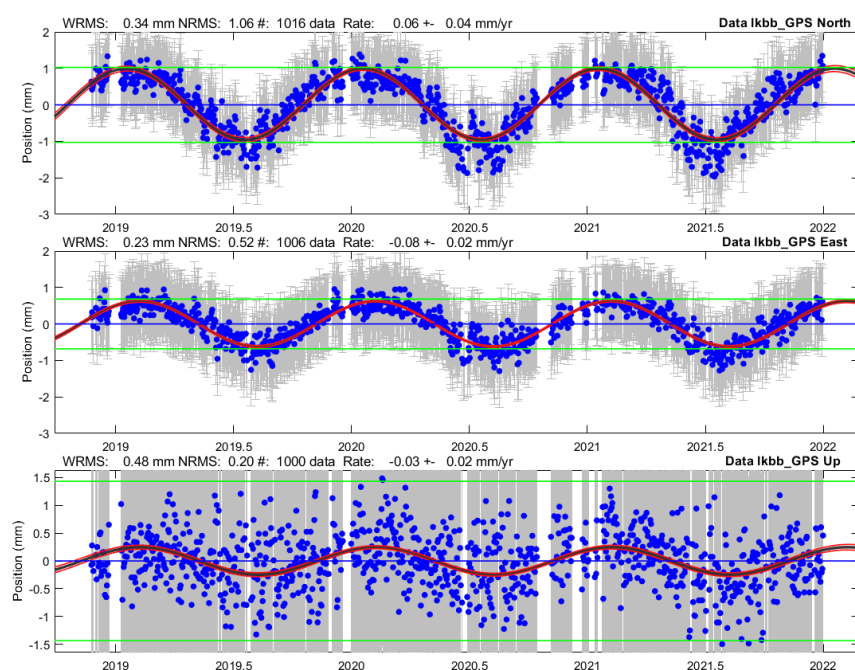 WRMS: 0.34 mm NRMS: 1.06 #: 1016 data Rate: 0.06 +- 0.04 mm/yr Data lkbb_GPS North
2
1
0
-1
-2
-3
Position (mm)
2019 2019.5 2020 2020.5 2021 2021.5 2022
WRMS: 0.23 mm NRMS: 0.52 #: 1006 data Rate: -0.08 +- 0.02 mm/yr Data lkbb_GPS East
2
1
0
-1
-2
-3
Position (mm)
2019 2019.5 2020 2020.5 2021 2021.5 2022
WRMS: 0.48 mm NRMS: 0.20 #: 1000 data Rate: -0.03 +- 0.02 mm/yr Data lkbb_GPS Up
1.5
1
0.5
0
-0.5
-1
-1.5
Position (mm)
2019 2019.5 2020 2020.5 2021 2021.5 2022